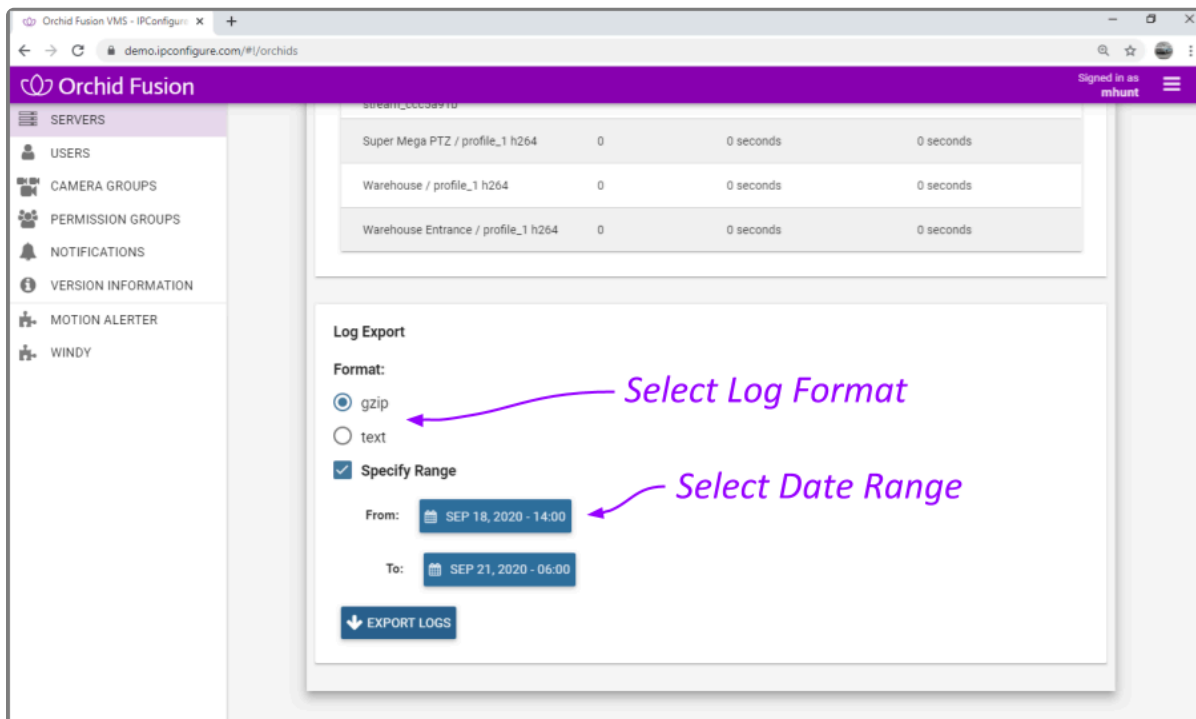 Orchid Fusion VMS - IPConfigure
demo.ipconfigure.com/#!/orchids
Orchid Fusion
Signed in as
mhunt
SERVERS
USERS
CAMERA GROUPS
PERMISSION GROUPS
NOTIFICATIONS
VERSION INFORMATION
MOTION ALERTER
WINDY
Super Mega PTZ / profile_1 h264 0 0 seconds 0 seconds
Warehouse / profile_1 h264 0 0 seconds 0 seconds
Warehouse Entrance / profile_1 h264 0 0 seconds 0 seconds
Log Export
Format:
gzip
text
Select Log Format
Specify Range
Select Date Range
From: SEP 18, 2020 - 14:00
To: SEP 21, 2020 - 06:00
EXPORT LOGS